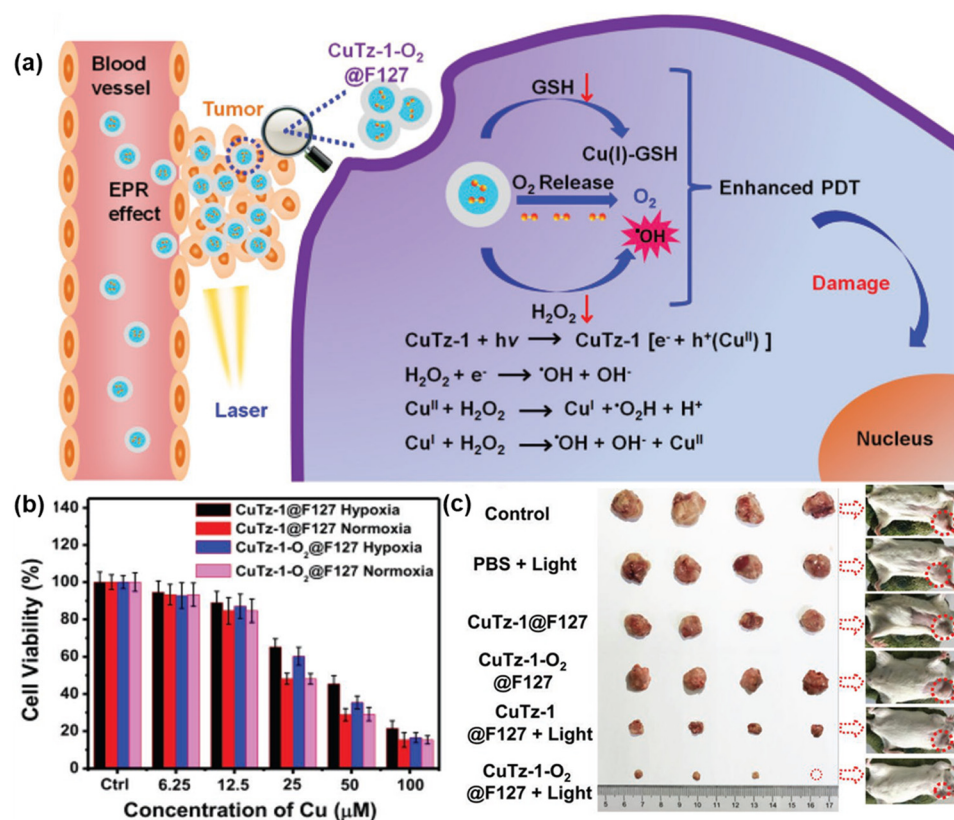 (a)
Blood
vessel
EPR
effect
Tumor
CuTz-1-O₂
@F127
Laser
GSH ↓
Cu(I)-GSH
O₂ Release
O₂
•OH
H₂O₂ ↓
Enhanced PDT
Damage
Nucleus
CuTz-1 + hν → CuTz-1 [e⁻ + h⁺(Cuᴵᴵ) ]
H₂O₂ + e⁻ → •OH + OH⁻
Cuᴵᴵ + H₂O₂ → Cuᴵ + •O₂H + H⁺
Cuᴵ + H₂O₂ → •OH + OH⁻ + Cuᴵᴵ
(b)
CuTz-1@F127 Hypoxia
CuTz-1@F127 Normoxia
CuTz-1-O₂@F127 Hypoxia
CuTz-1-O₂@F127 Normoxia
Cell Viability (%)
140
120
100
80
60
40
20
0
Ctrl 6.25 12.5 25 50 100
Concentration of Cu (μM)
(c)
Control
PBS + Light
CuTz-1@F127
CuTz-1-O₂
@F127
CuTz-1
@F127 + Light
CuTz-1-O₂
@F127 + Light
5 6 7 8 9 10 11 12 13 14 15 16 17